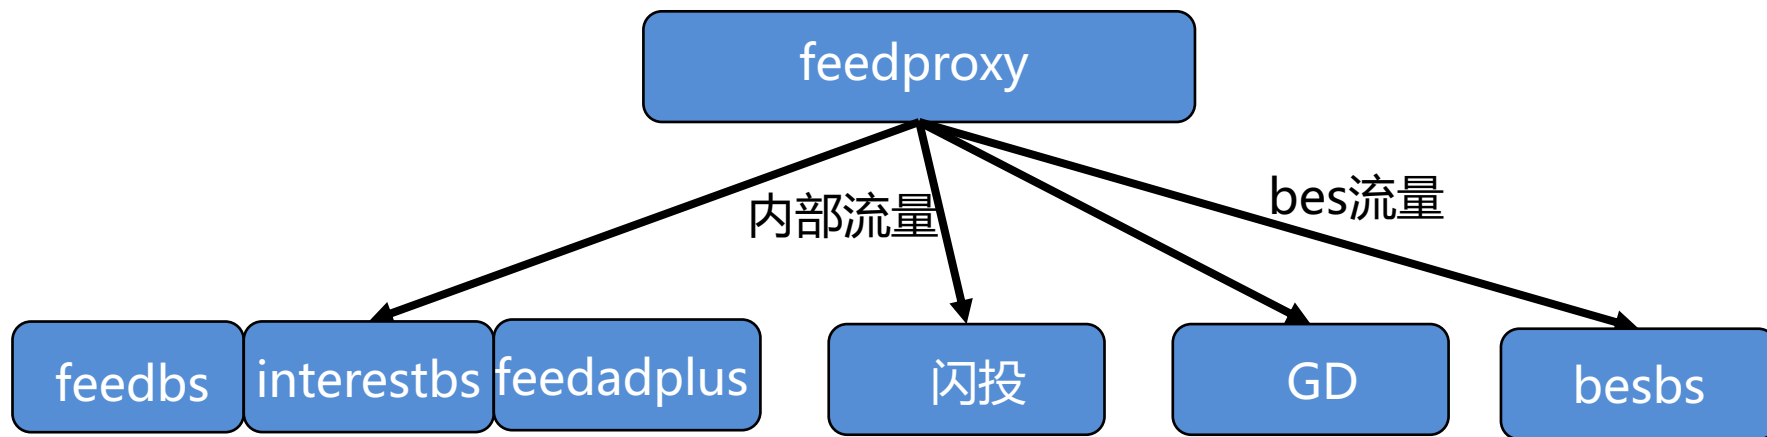 feedproxy
内部流量
bes流量
feedbs
interestbs
feedadplus
闪投
GD
besbs